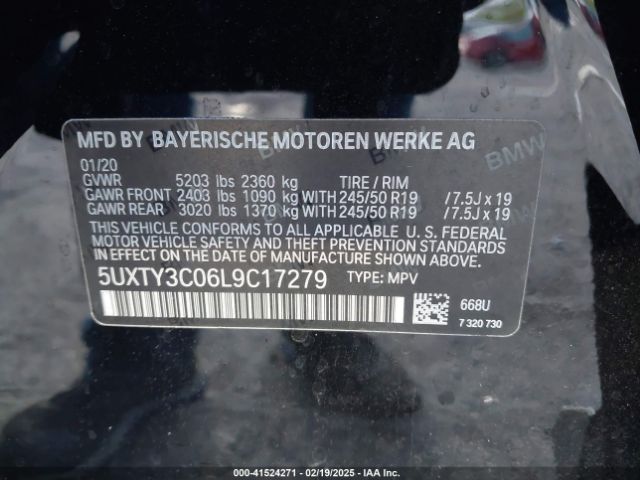 MFD BY BAYERISCHE MOTOREN WERKE AG
01/20
GVWR 5203 lbs 2360 kg TIRE / RIM
GAWR FRONT 2403 lbs 1090 kg WITH 245/50 R19 /7.5J x 19
GAWR REAR 3020 lbs 1370 kg WITH 245/50 R19 /7.5J x 19
THIS VEHICLE CONFORMS TO ALL APPLICABLE U. S. FEDERAL
MOTOR VEHICLE SAFETY AND THEFT PREVENTION STANDARDS
IN EFFECT ON THE DATE OF MANUFACTURE SHOWN ABOVE.
5UXTY3C06L9C17279 TYPE: MPV
668U
7 320 730
BMW
000-41524271 | 02/19/2025 | IAA Inc.